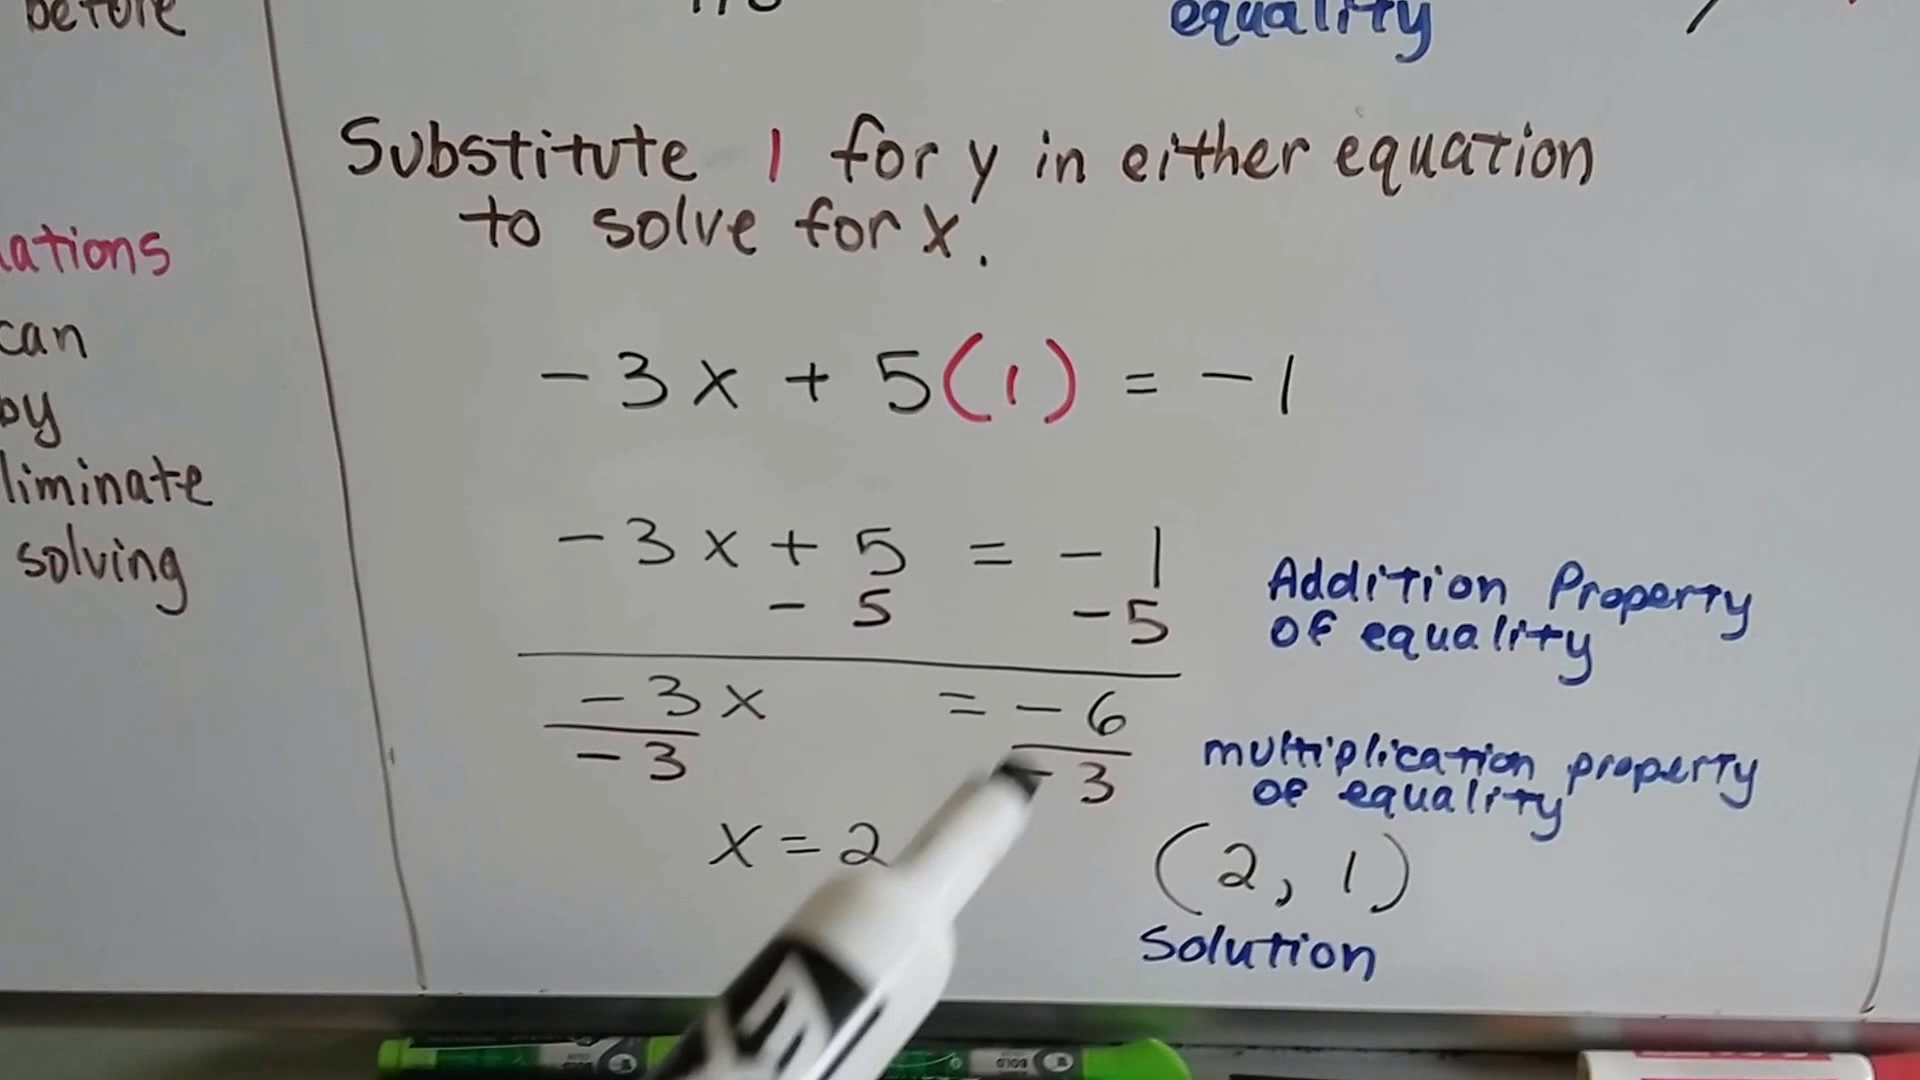 before
equality
Substitute 1 for y in either equation
to solve for x.
ations
can
by
liminate
solving
-3x + 5(1) = -1
-3x + 5 = -1
- 5 -5
Addition Property
of equality
-3x = -6
-3 -3
multiplication property
of equality
x = 2
(2, 1)
Solution